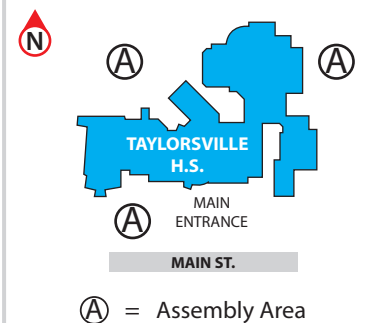 N
A
A
TAYLORSVILLE
H.S.
A
MAIN
ENTRANCE
MAIN ST.
A = Assembly Area